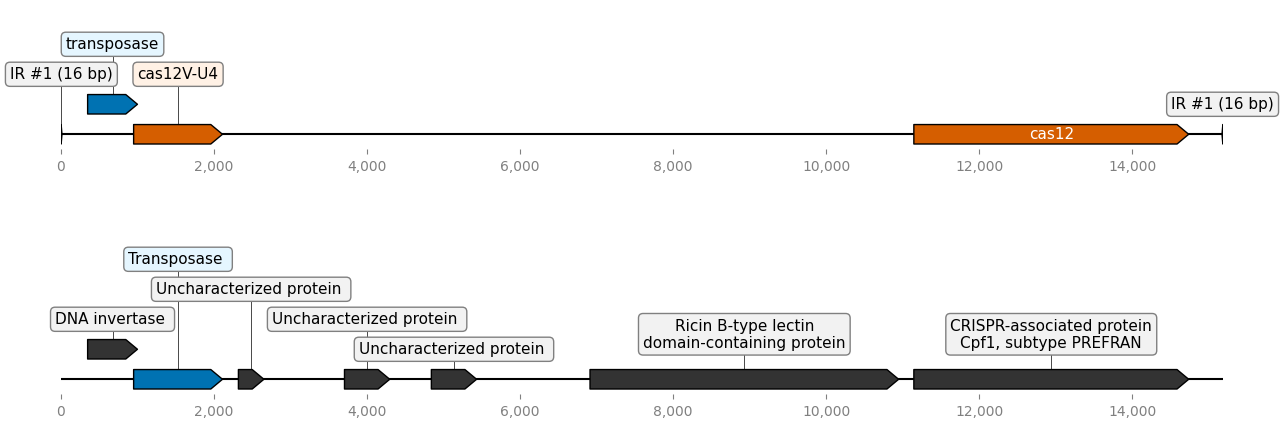 transposase
IR #1 (16 bp)
cas12V-U4
IR #1 (16 bp)
cas12
0
2,000
4,000
6,000
8,000
10,000
12,000
14,000
Transposase
Uncharacterized protein
DNA invertase
Uncharacterized protein
Ricin B-type lectin
domain-containing protein
CRISPR-associated protein
Cpf1, subtype PREFRAN
Uncharacterized protein
0
2,000
4,000
6,000
8,000
10,000
12,000
14,000